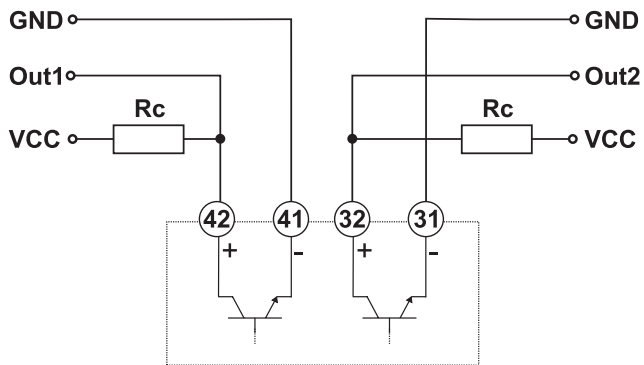 GND GND
Out1 Out2
Rc Rc
VCC VCC
42 41 32 31
+ - + -